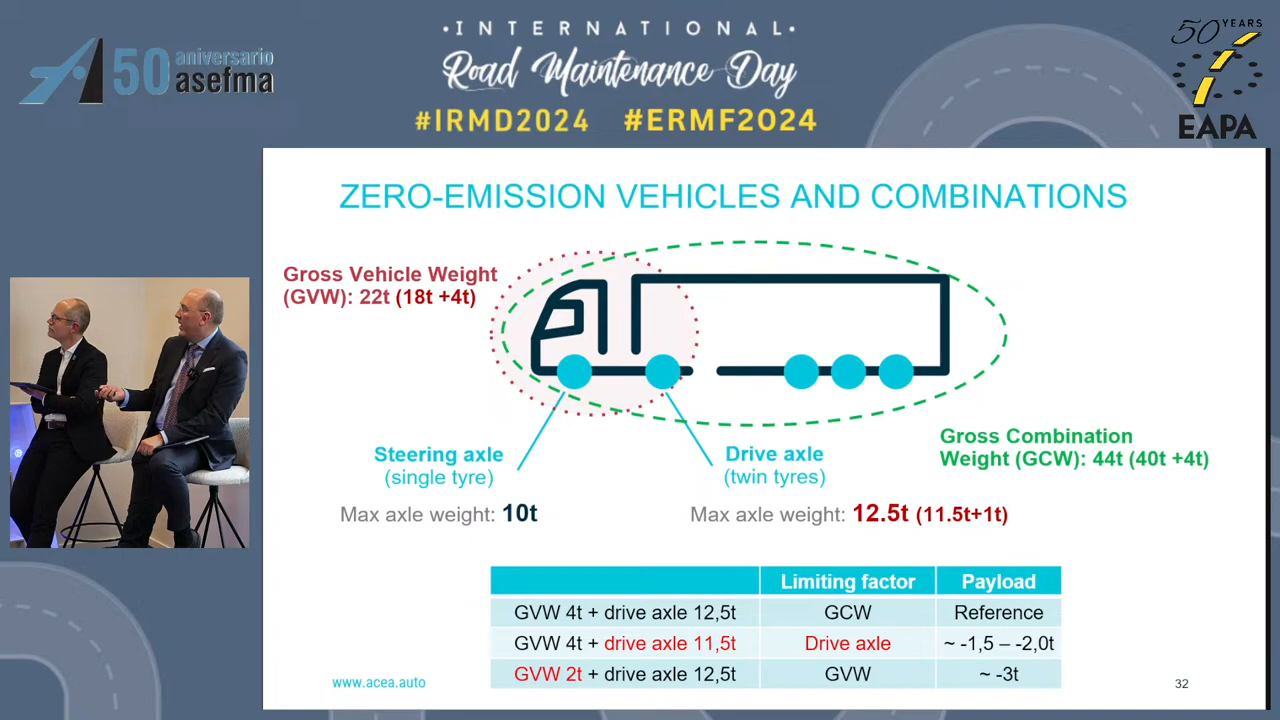 ·INTERNATIONAL·
Road Maintenance Day
#IRMD2024 #ERMF2024
50 aniversario
asefma
50 YEARS
EAPA
ZERO-EMISSION VEHICLES AND COMBINATIONS
Gross Vehicle Weight
(GVW): 22t (18t +4t)
Gross Combination
Weight (GCW): 44t (40t +4t)
Steering axle
(single tyre)
Max axle weight: 10t
Drive axle
(twin tyres)
Max axle weight: 12.5t (11.5t+1t)
Limiting factor Payload
GVW 4t + drive axle 12,5t GCW Reference
GVW 4t + drive axle 11,5t Drive axle ~ -1,5 – -2,0t
GVW 2t + drive axle 12,5t GVW ~ -3t
www.acea.auto
32